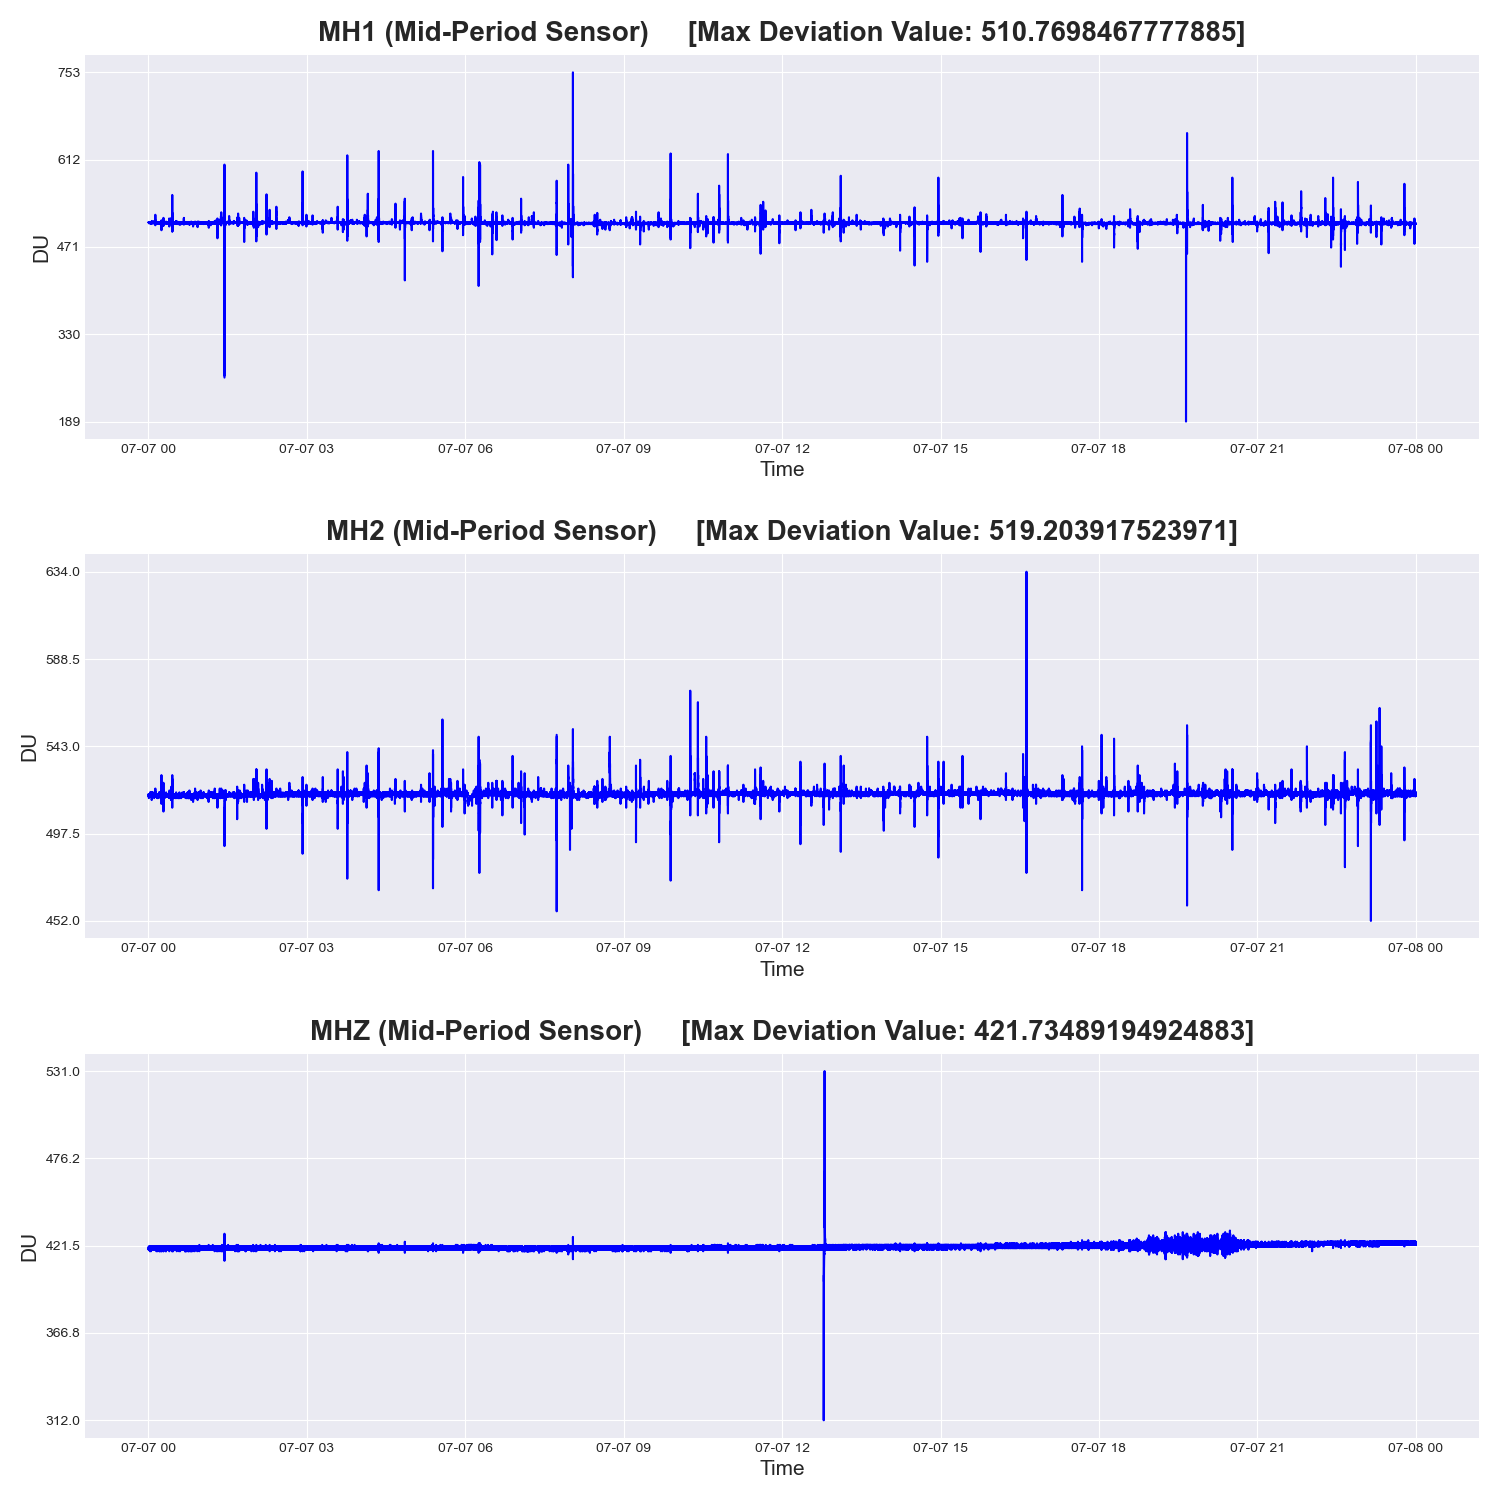 MH1 (Mid-Period Sensor) [Max Deviation Value: 510.7698467777885]
753
612
471
330
189
DU
07-07 00 07-07 03 07-07 06 07-07 09 07-07 12 07-07 15 07-07 18 07-07 21 07-08 00
Time
MH2 (Mid-Period Sensor) [Max Deviation Value: 519.203917523971]
634.0
588.5
543.0
497.5
452.0
DU
07-07 00 07-07 03 07-07 06 07-07 09 07-07 12 07-07 15 07-07 18 07-07 21 07-08 00
Time
MHZ (Mid-Period Sensor) [Max Deviation Value: 421.73489194924883]
531.0
476.2
421.5
366.8
312.0
DU
07-07 00 07-07 03 07-07 06 07-07 09 07-07 12 07-07 15 07-07 18 07-07 21 07-08 00
Time